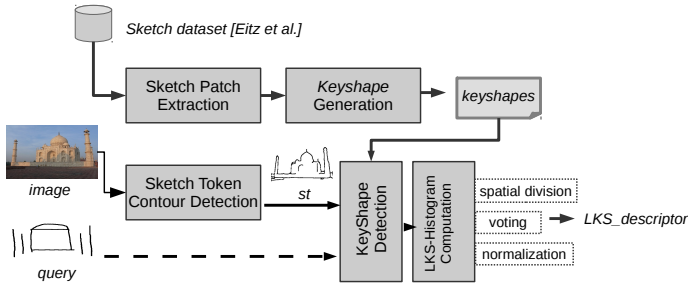 Sketch dataset [Eitz et al.]
Sketch Patch
Extraction
Keyshape
Generation
keyshapes
image
Sketch Token
Contour Detection
st
KeyShape
Detection
LKS-Histogram
Computation
spatial division
voting
normalization
LKS_descriptor
query